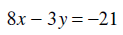 8x − 3y = −21